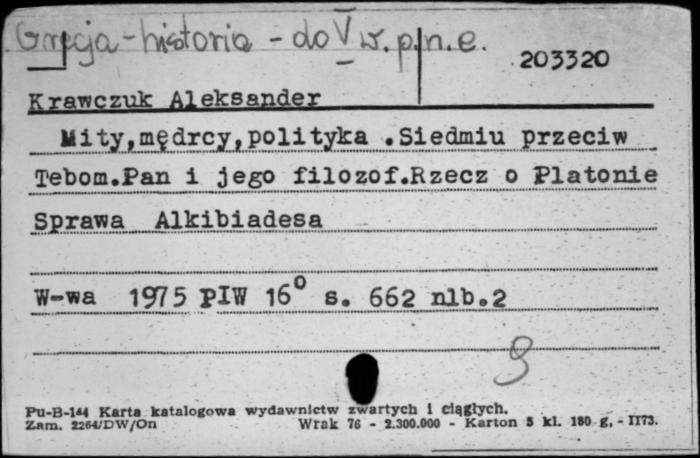 Grecja - historia - do V w. p.n.e.
203320
Krawczuk Aleksander
Mity,mędrcy,polityka .Siedmiu przeciw
Tebom.Pan i jego filozof.Rzecz o Platonie
Sprawa Alkibiadesa
W-wa 1975 PIW 16° s. 662 nlb.2
Pu-B-144 Karta katalogowa wydawnictw zwartych i ciągłych.
Zam. 2264/DW/On Wrak 76 - 2.300.000 - Karton 5 kl. 180 g. - II73.